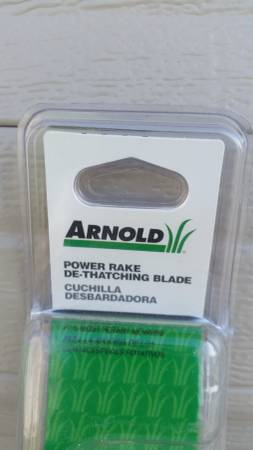 ARNOLD
POWER RAKE
DE-THATCHING BLADE
CUCHILLA
DESBARDADORA